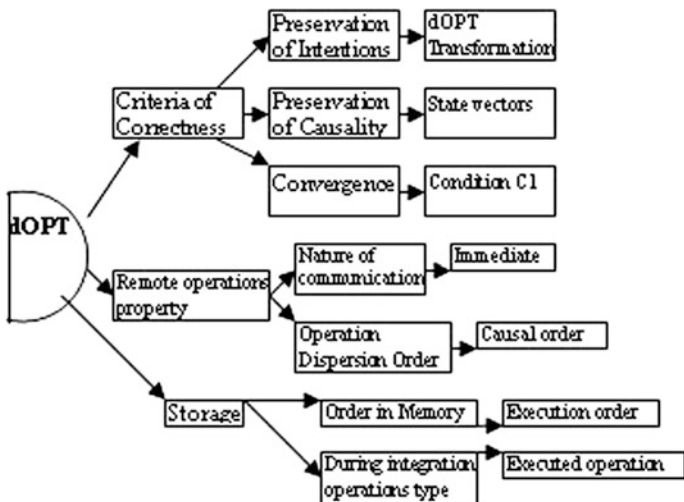 Preservation
of Intentions
dOPT
Transformation
Criteria of
Correctness
Preservation
of Causality
State vectors
Convergence
Condition C1
dOPT
Remote operations
property
Nature of
communication
Immediate
Operation
Dispersion Order
Causal order
Storage
Order in Memory
Execution order
During integration
operations type
Executed operation